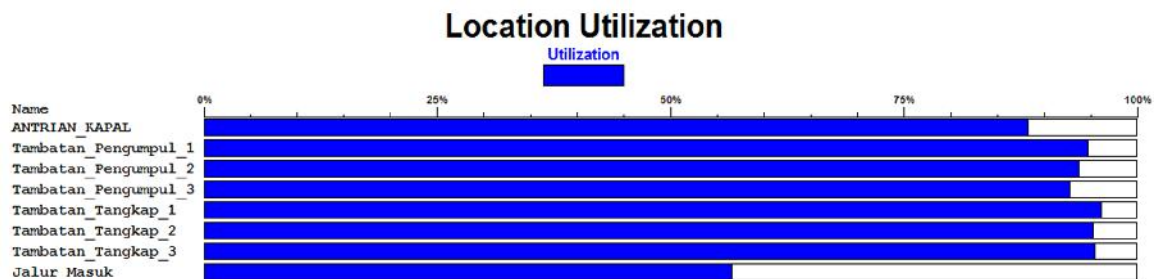 Location Utilization
Utilization
0% 25% 50% 75% 100%
Name
ANTRIAN_KAPAL
Tambatan_Pengumpul_1
Tambatan_Pengumpul_2
Tambatan_Pengumpul_3
Tambatan_Tangkap_1
Tambatan_Tangkap_2
Tambatan_Tangkap_3
Jalur Masuk